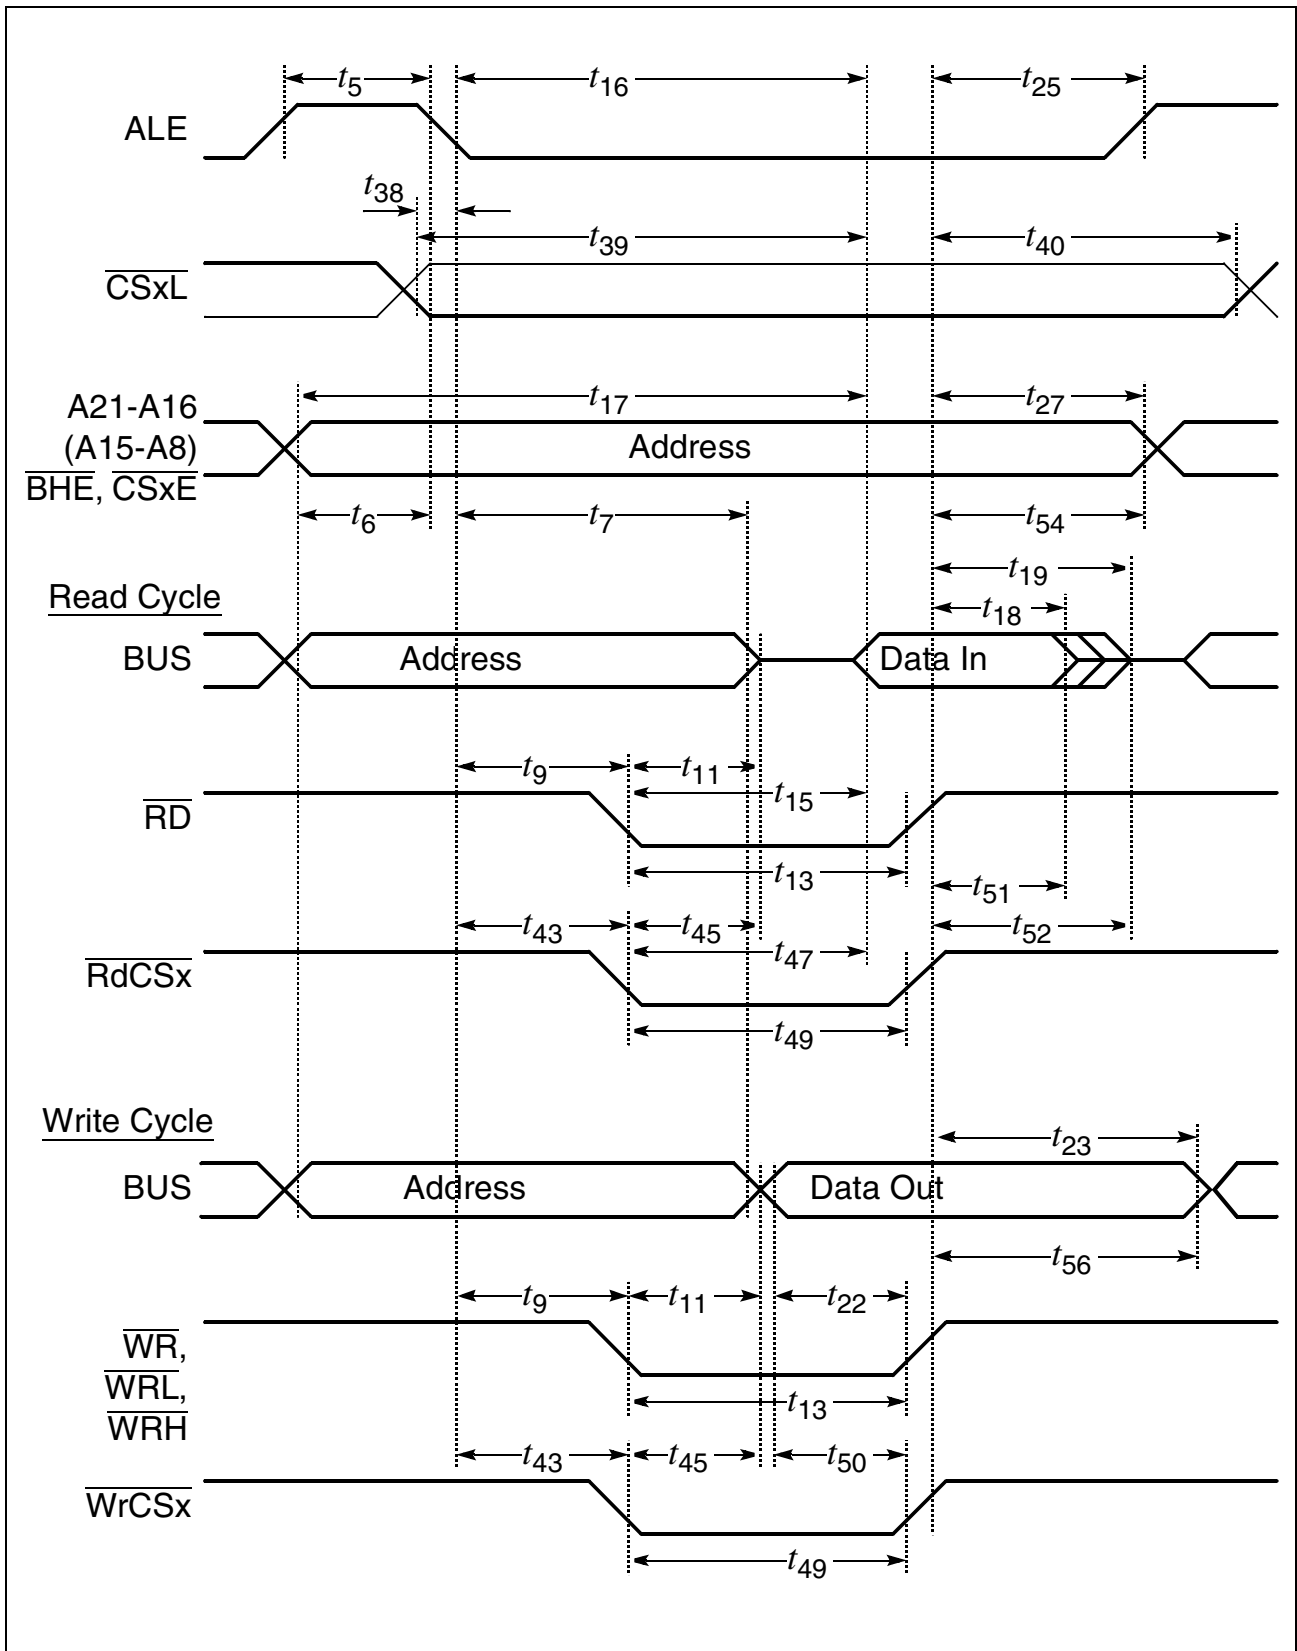 t5 t16 t25
ALE
t38
t39 t40
CSxL
A21-A16 t17 t27
(A15-A8) Address
BHE, CSxE
t6 t7 t54
t19
Read Cycle t18
BUS Address Data In
t9 t11
t15
RD
t13 t51
t43 t45 t52
t47
RdCSx
t49
Write Cycle
t23
BUS Address Data Out
t56
t9 t11 t22
WR,
WRL,
t13
WRH
t43 t45 t50
WrCSx
t49